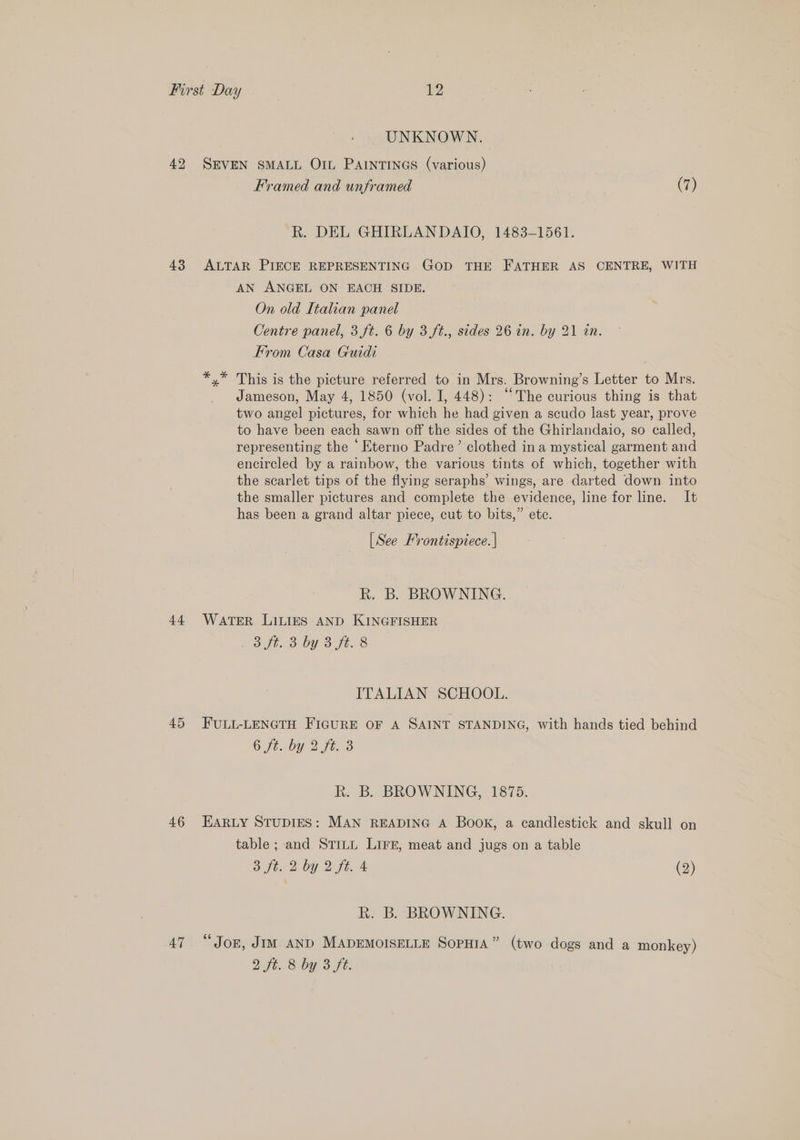 First Day 12
UNKNOWN.
42 SEVEN SMALL OIL PAINTINGS (various)
Framed and unframed (7)
R. DEL GHIRLANDAIO, 1483–1561.
43 ALTAR PIECE REPRESENTING GOD THE FATHER AS CENTRE, WITH
AN ANGEL ON EACH SIDE.
On old Italian panel
Centre panel, 3 ft. 6 by 3 ft., sides 26 in. by 21 in.
From Casa Guidi
*** This is the picture referred to in Mrs. Browning's Letter to Mrs.
Jameson, May 4, 1850 (vol. I, 448): "The curious thing is that
two angel pictures, for which he had given a scudo last year, prove
to have been each sawn off the sides of the Ghirlandaio, so called,
representing the 'Eterno Padre' clothed in a mystical garment and
encircled by a rainbow, the various tints of which, together with
the scarlet tips of the flying seraphs' wings, are darted down into
the smaller pictures and complete the evidence, line for line. It
has been a grand altar piece, cut to bits," etc.
[See Frontispiece.]
R. B. BROWNING.
44 WATER LILIES AND KINGFISHER
3 ft. 3 by 3 ft. 8
ITALIAN SCHOOL.
45 FULL-LENGTH FIGURE OF A SAINT STANDING, with hands tied behind
6 ft. by 2 ft. 3
R. B. BROWNING, 1875.
46 EARLY STUDIES: MAN READING A BOOK, a candlestick and skull on
table; and STILL LIFE, meat and jugs on a table
3 ft. 2 by 2 ft. 4 (2)
R. B. BROWNING.
47 "JOE, JIM AND MADEMOISELLE SOPHIA" (two dogs and a monkey)
2 ft. 8 by 3 ft.